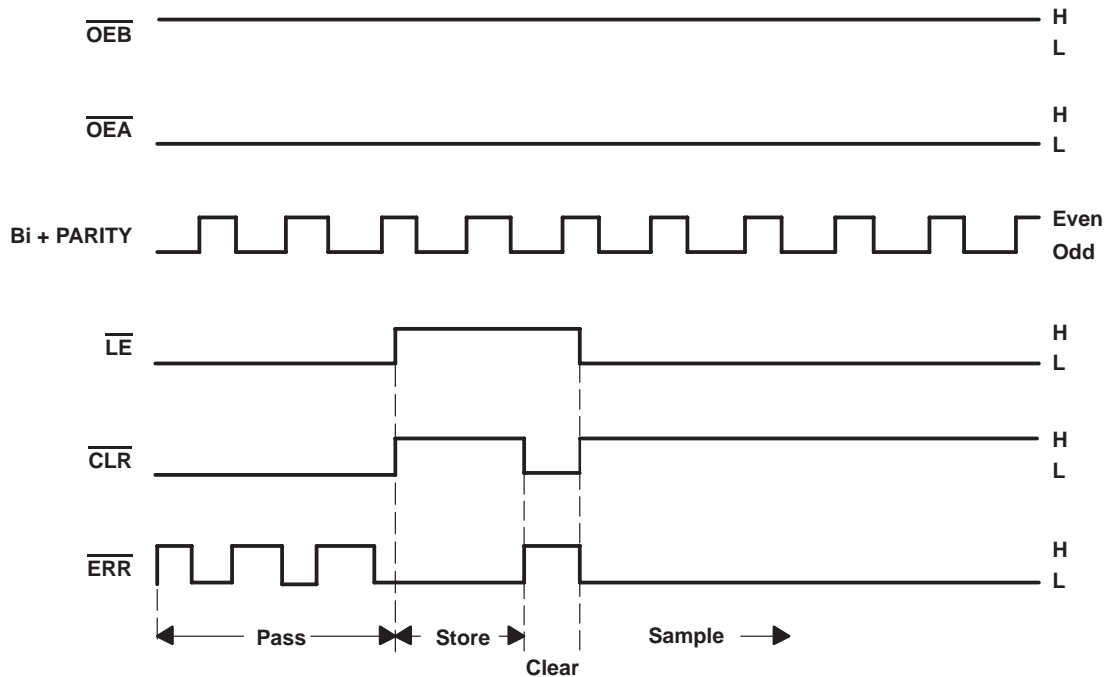 OEB
H
L
OEA
H
L
Bi + PARITY
Even
Odd
LE
H
L
CLR
H
L
ERR
H
L
Pass
Store
Sample
Clear